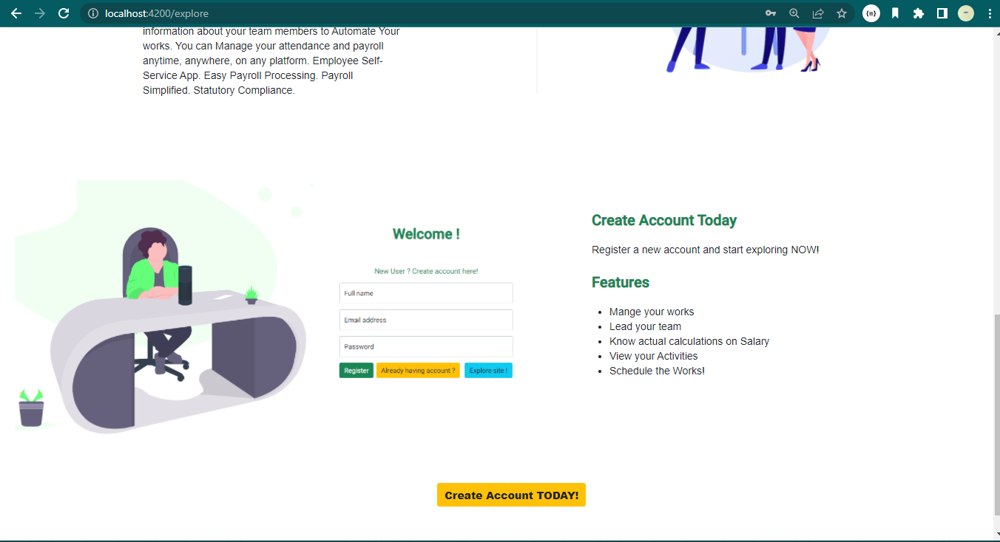 localhost:4200/explore
information about your team members to Automate Your
works. You can Manage your attendance and payroll
anytime, anywhere, on any platform. Employee Self-
Service App. Easy Payroll Processing. Payroll
Simplified. Statutory Compliance.
Welcome !
New User ? Create account here!
Full name
Email address
Password
Register
Already having account ?
Explore site !
Create Account Today
Register a new account and start exploring NOW!
Features
Mange your works
Lead your team
Know actual calculations on Salary
View your Activities
Schedule the Works!
Create Account TODAY!